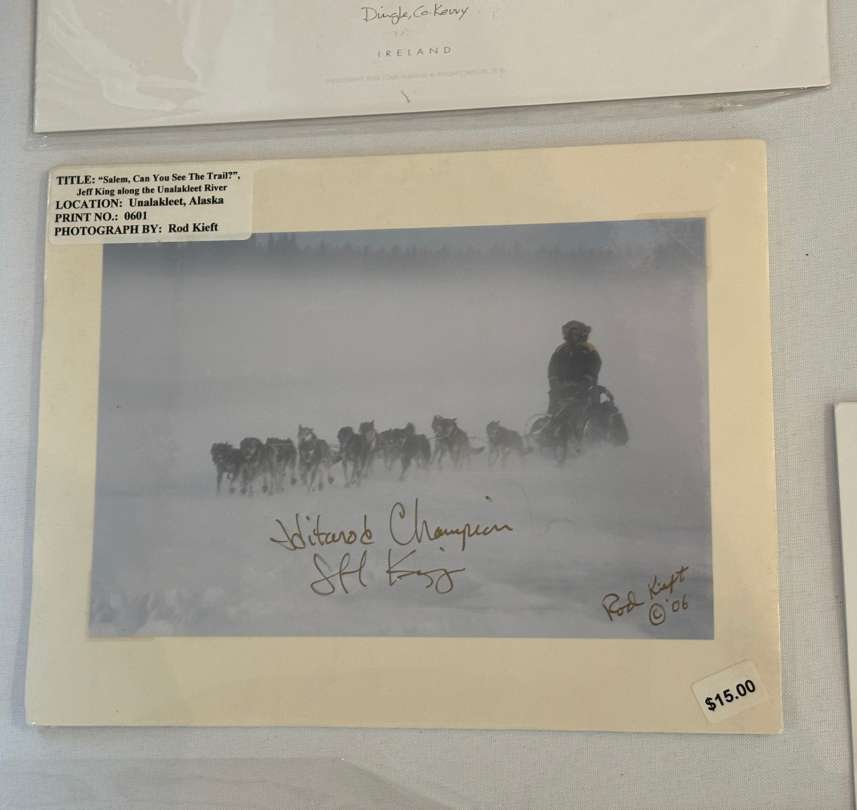 Dingle, Co. Kerry
IRELAND
TITLE: "Salem, Can You See The Trail?",
Jeff King along the Unalakleet River
LOCATION: Unalakleet, Alaska
PRINT NO.: 0601
PHOTOGRAPH BY: Rod Kieft
Iditarod Champion
Jeff King
Rod Kieft
© '06
$15.00